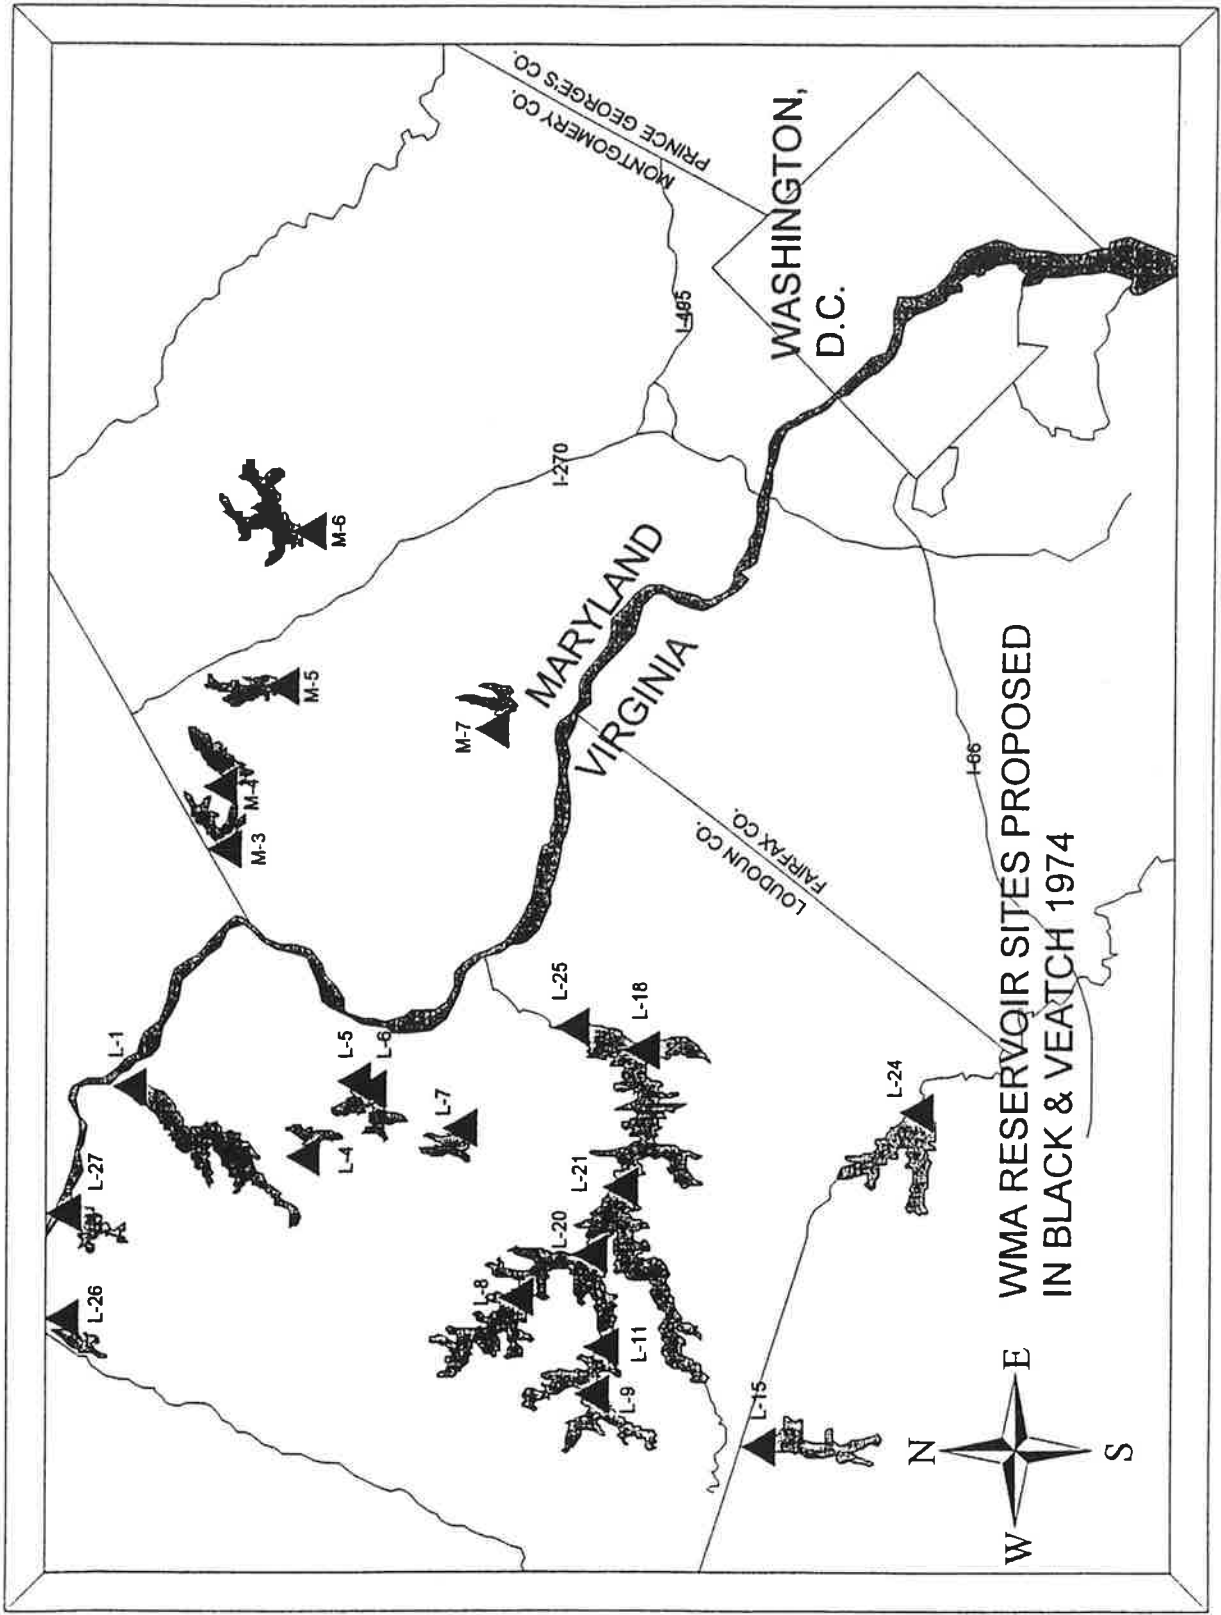 PRINCE GEORGE'S CO.
MONTGOMERY CO.
WASHINGTON,
D.C.
I-495
I-270
M-6
M-5
M-4
M-3
M-7
MARYLAND
VIRGINIA
LOUDOUN CO.
FAIRFAX CO.
I-66
L-26
L-27
L-1
L-5
L-6
L-4
L-7
L-25
L-18
L-21
L-20
L-8
L-11
L-9
L-24
L-15
N
W
E
S
WMA RESERVOIR SITES PROPOSED
IN BLACK & VEATCH 1974